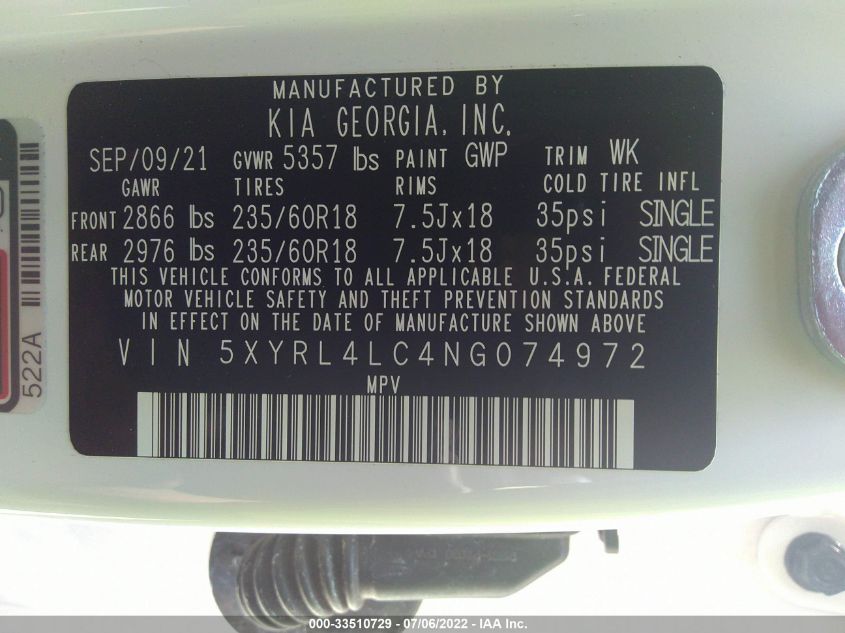 MANUFACTURED BY
KIA GEORGIA, INC.
SEP/09/21 GVWR 5357 lbs PAINT GWP TRIM WK
GAWR TIRES RIMS COLD TIRE INFL
FRONT 2866 lbs 235/60R18 7.5Jx18 35psi SINGLE
REAR 2976 lbs 235/60R18 7.5Jx18 35psi SINGLE
THIS VEHICLE CONFORMS TO ALL APPLICABLE U.S.A. FEDERAL
MOTOR VEHICLE SAFETY AND THEFT PREVENTION STANDARDS
IN EFFECT ON THE DATE OF MANUFACTURE SHOWN ABOVE
VIN 5XYRL4LC4NG074972
MPV
522A
000-33510729 - 07/06/2022 - IAA Inc.